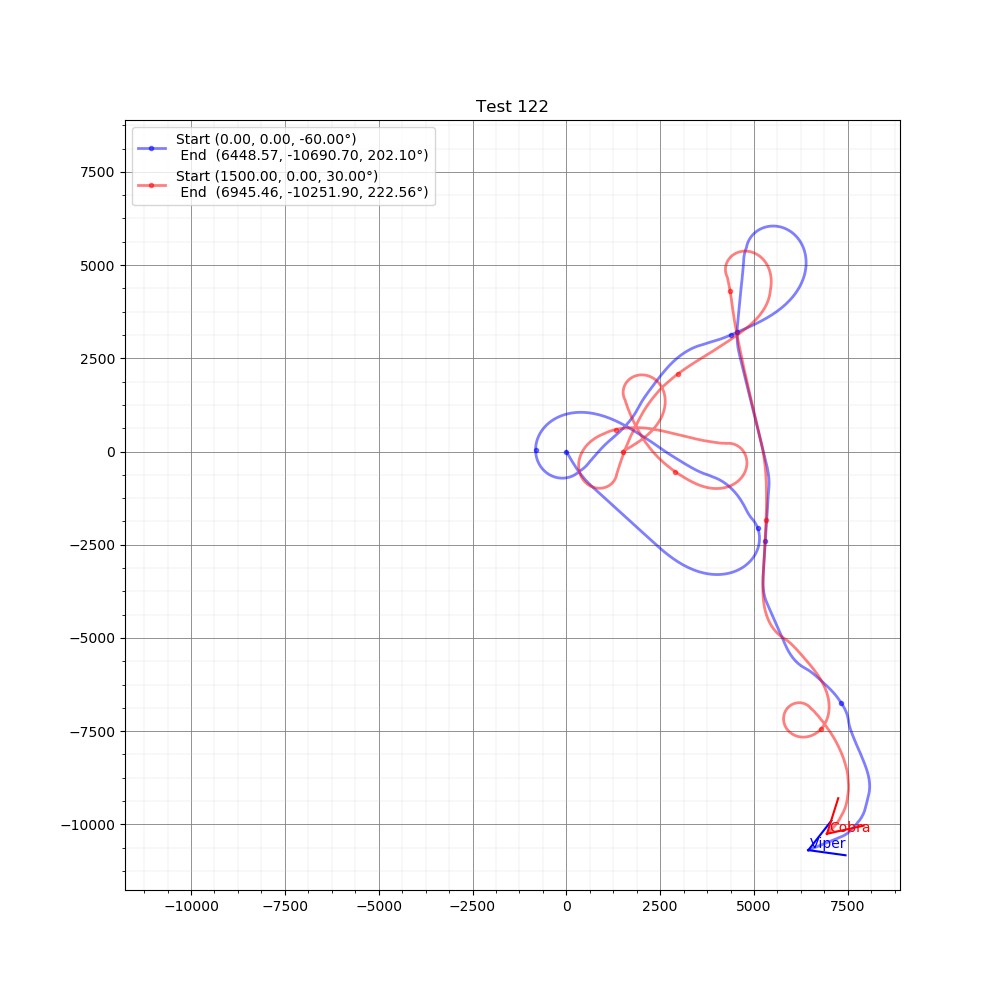 Test 122
Start (0.00, 0.00, -60.00°)
End  (6448.57, -10690.70, 202.10°)
Start (1500.00, 0.00, 30.00°)
End  (6945.46, -10251.90, 222.56°)
7500
5000
2500
0
−2500
−5000
−7500
−10000
Cobra
Viper
−10000 −7500 −5000 −2500 0 2500 5000 7500